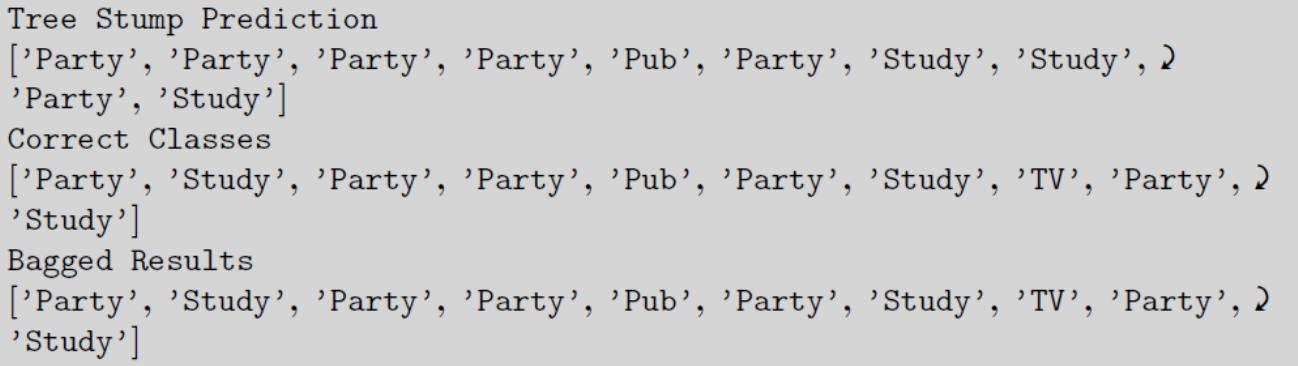 Tree Stump Prediction
[’Party’, ’Party’, ’Party’, ’Party’, ’Pub’, ’Party’, ’Study’, ’Study’, ⤸
’Party’, ’Study’]
Correct Classes
[’Party’, ’Study’, ’Party’, ’Party’, ’Pub’, ’Party’, ’Study’, ’TV’, ’Party’, ⤸
’Study’]
Bagged Results
[’Party’, ’Study’, ’Party’, ’Party’, ’Pub’, ’Party’, ’Study’, ’TV’, ’Party’, ⤸
’Study’]